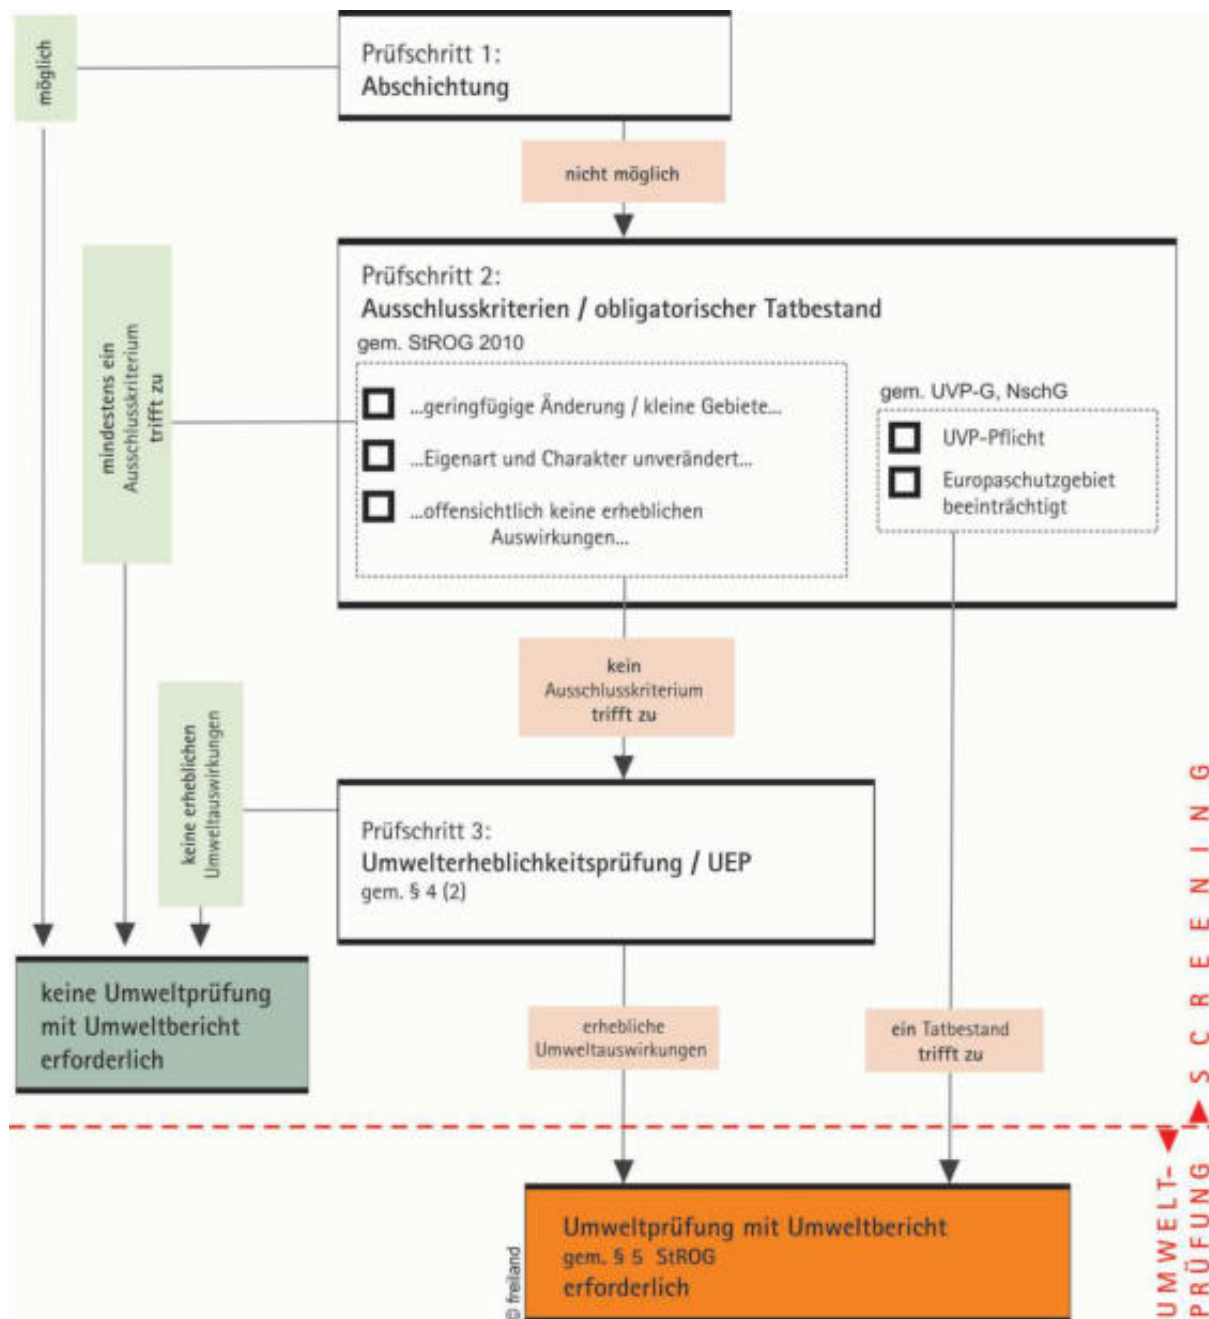 möglich
Prüfschritt 1:
Abschichtung
nicht möglich
mindestens ein
Ausschlusskriterium
trifft zu
Prüfschritt 2:
Ausschlusskriterien / obligatorischer Tatbestand
gem. StROG 2010
...geringfügige Änderung / kleine Gebiete...
...Eigenart und Charakter unverändert...
...offensichtlich keine erheblichen
Auswirkungen...
gem. UVP-G, NschG
UVP-Pflicht
Europaschutzgebiet
beeinträchtigt
kein
Ausschlusskriterium
trifft zu
keine erheblichen
Umweltauswirkungen
Prüfschritt 3:
Umwelterheblichkeitsprüfung / UEP
gem. § 4 (2)
keine Umweltprüfung
mit Umweltbericht
erforderlich
erhebliche
Umweltauswirkungen
ein Tatbestand
trifft zu
SCREENING
Umweltprüfung mit Umweltbericht
gem. § 5 StROG
erforderlich
© freiland
UMWELT-
PRÜFUNG